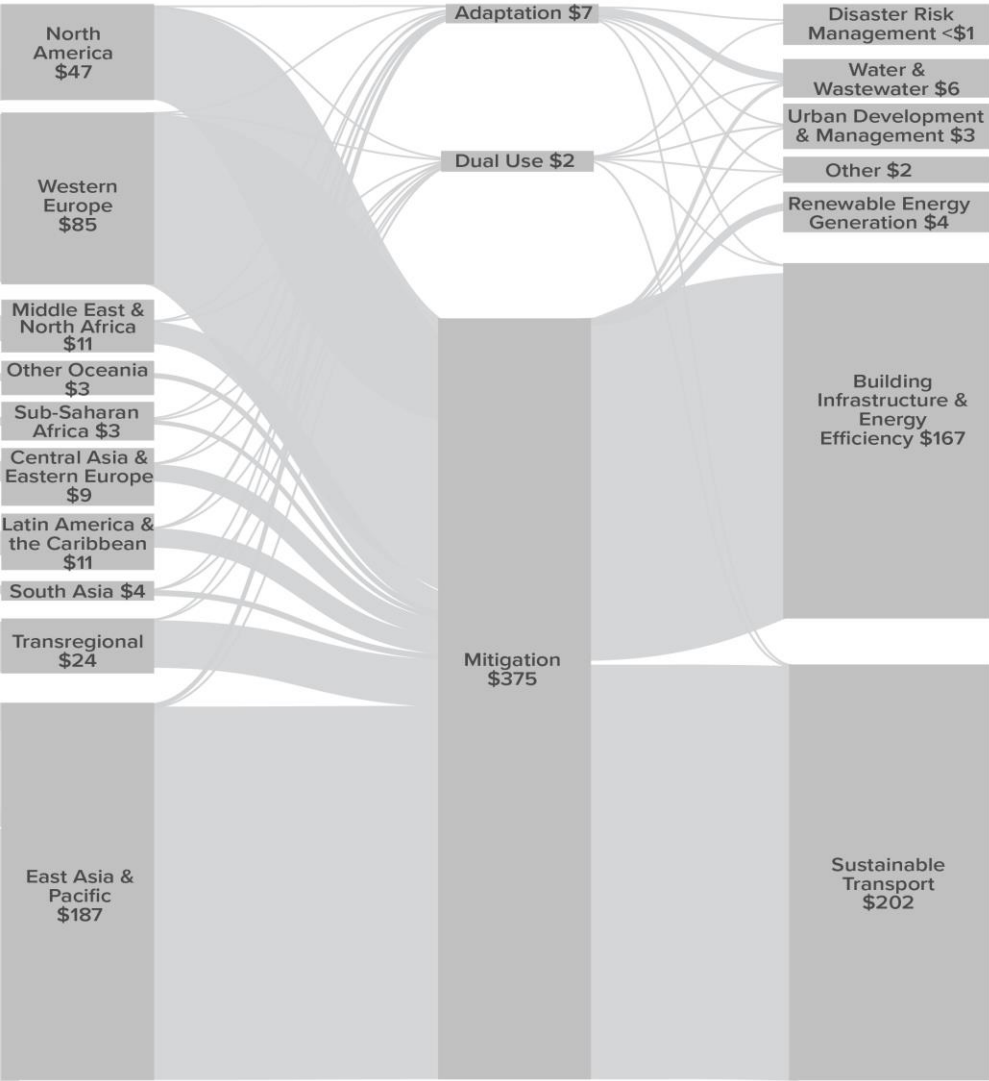 North
America
$47
Western
Europe
$85
Middle East &
North Africa
$11
Other Oceania
$3
Sub-Saharan
Africa $3
Central Asia &
Eastern Europe
$9
Latin America &
the Caribbean
$11
South Asia $4
Transregional
$24
East Asia &
Pacific
$187
Adaptation $7
Dual Use $2
Mitigation
$375
Disaster Risk
Management <$1
Water &
Wastewater $6
Urban Development
& Management $3
Other $2
Renewable Energy
Generation $4
Building
Infrastructure &
Energy
Efficiency $167
Sustainable
Transport
$202